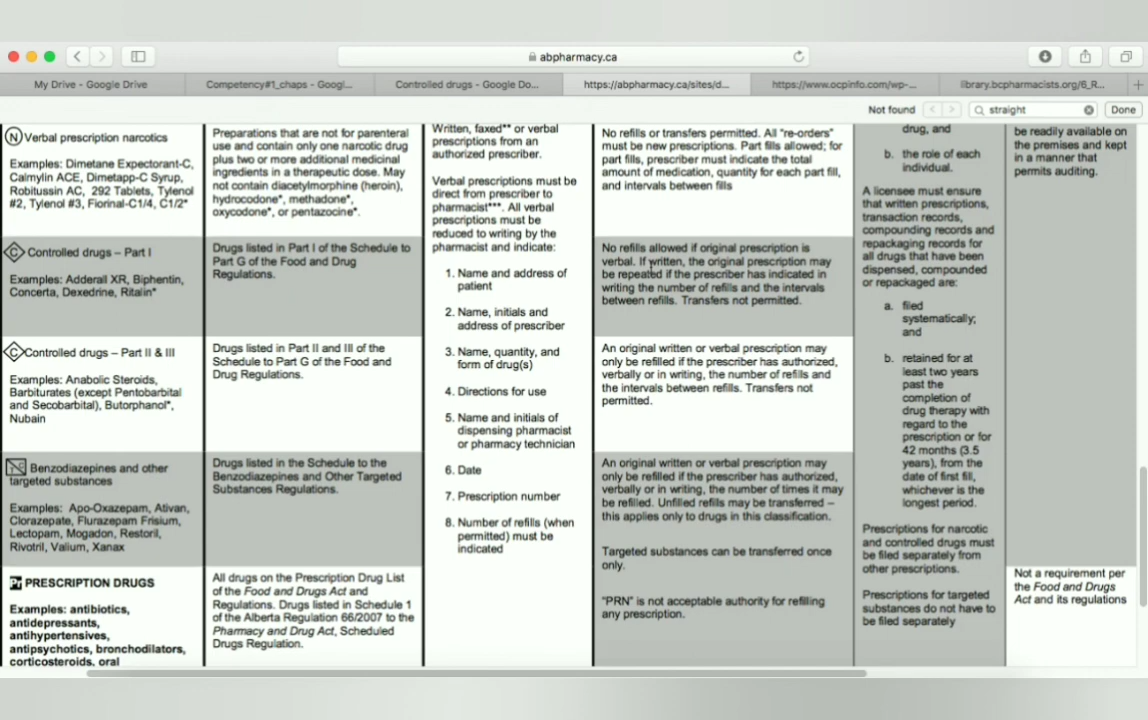 abpharmacy.ca
My Drive – Google Drive
Competency#1_chaps – Googl...
Controlled drugs – Google Do...
https://abpharmacy.ca/sites/d...
https://www.ocpinfo.com/wp-...
library.bcpharmacists.org/6_R...
Not found
straight
Done
N Verbal prescription narcotics
Examples: Dimetane Expectorant-C,
Calmylin ACE, Dimetapp-C Syrup,
Robitussin AC, 292 Tablets, Tylenol
#2, Tylenol #3, Fiorinal-C1/4, C1/2*
Preparations that are not for parenteral
use and contain only one narcotic drug
plus two or more additional medicinal
ingredients in a therapeutic dose. May
not contain diacetylmorphine (heroin),
hydrocodone*, methadone*,
oxycodone*, or pentazocine*.
Written, faxed** or verbal
prescriptions from an
authorized prescriber.
Verbal prescriptions must be
direct from prescriber to
pharmacist***. All verbal
prescriptions must be
reduced to writing by the
pharmacist and indicate:
1. Name and address of
patient
2. Name, initials and
address of prescriber
3. Name, quantity, and
form of drug(s)
4. Directions for use
5. Name and initials of
dispensing pharmacist
or pharmacy technician
6. Date
7. Prescription number
8. Number of refills (when
permitted) must be
indicated
No refills or transfers permitted. All "re-orders"
must be new prescriptions. Part fills allowed; for
part fills, prescriber must indicate the total
amount of medication, quantity for each part fill,
and intervals between fills
drug, and
b. the role of each
individual.
A licensee must ensure
that written prescriptions,
transaction records,
compounding records and
repackaging records for
all drugs that have been
dispensed, compounded
or repackaged are:
a. filed
systematically;
and
b. retained for at
least two years
past the
completion of
drug therapy with
regard to the
prescription or for
42 months (3.5
years), from the
date of first fill,
whichever is the
longest period.
Prescriptions for narcotic
and controlled drugs must
be filed separately from
other prescriptions.
Prescriptions for targeted
substances do not have to
be filed separately
be readily available on
the premises and kept
in a manner that
permits auditing.
C Controlled drugs – Part I
Examples: Adderall XR, Biphentin,
Concerta, Dexedrine, Ritalin*
Drugs listed in Part I of the Schedule to
Part G of the Food and Drug
Regulations.
No refills allowed if original prescription is
verbal. If written, the original prescription may
be repeated if the prescriber has indicated in
writing the number of refills and the intervals
between refills. Transfers not permitted.
C Controlled drugs – Part II & III
Examples: Anabolic Steroids,
Barbiturates (except Pentobarbital
and Secobarbital), Butorphanol*,
Nubain
Drugs listed in Part II and III of the
Schedule to Part G of the Food and
Drug Regulations.
An original written or verbal prescription may
only be refilled if the prescriber has authorized,
verbally or in writing, the number of refills and
the intervals between refills. Transfers not
permitted.
Benzodiazepines and other
targeted substances
Examples: Apo-Oxazepam, Ativan,
Clorazepate, Flurazepam Frisium,
Lectopam, Mogadon, Restoril,
Rivotril, Valium, Xanax
Drugs listed in the Schedule to the
Benzodiazepines and Other Targeted
Substances Regulations.
An original written or verbal prescription may
only be refilled if the prescriber has authorized,
verbally or in writing, the number of times it may
be refilled. Unfilled refills may be transferred –
this applies only to drugs in this classification.
Targeted substances can be transferred once
only.
"PRN" is not acceptable authority for refilling
any prescription.
Pr PRESCRIPTION DRUGS
Examples: antibiotics,
antidepressants,
antihypertensives,
antipsychotics, bronchodilators,
corticosteroids, oral
All drugs on the Prescription Drug List
of the Food and Drugs Act and
Regulations. Drugs listed in Schedule 1
of the Alberta Regulation 66/2007 to the
Pharmacy and Drug Act, Scheduled
Drugs Regulation.
Not a requirement per
the Food and Drugs
Act and its regulations